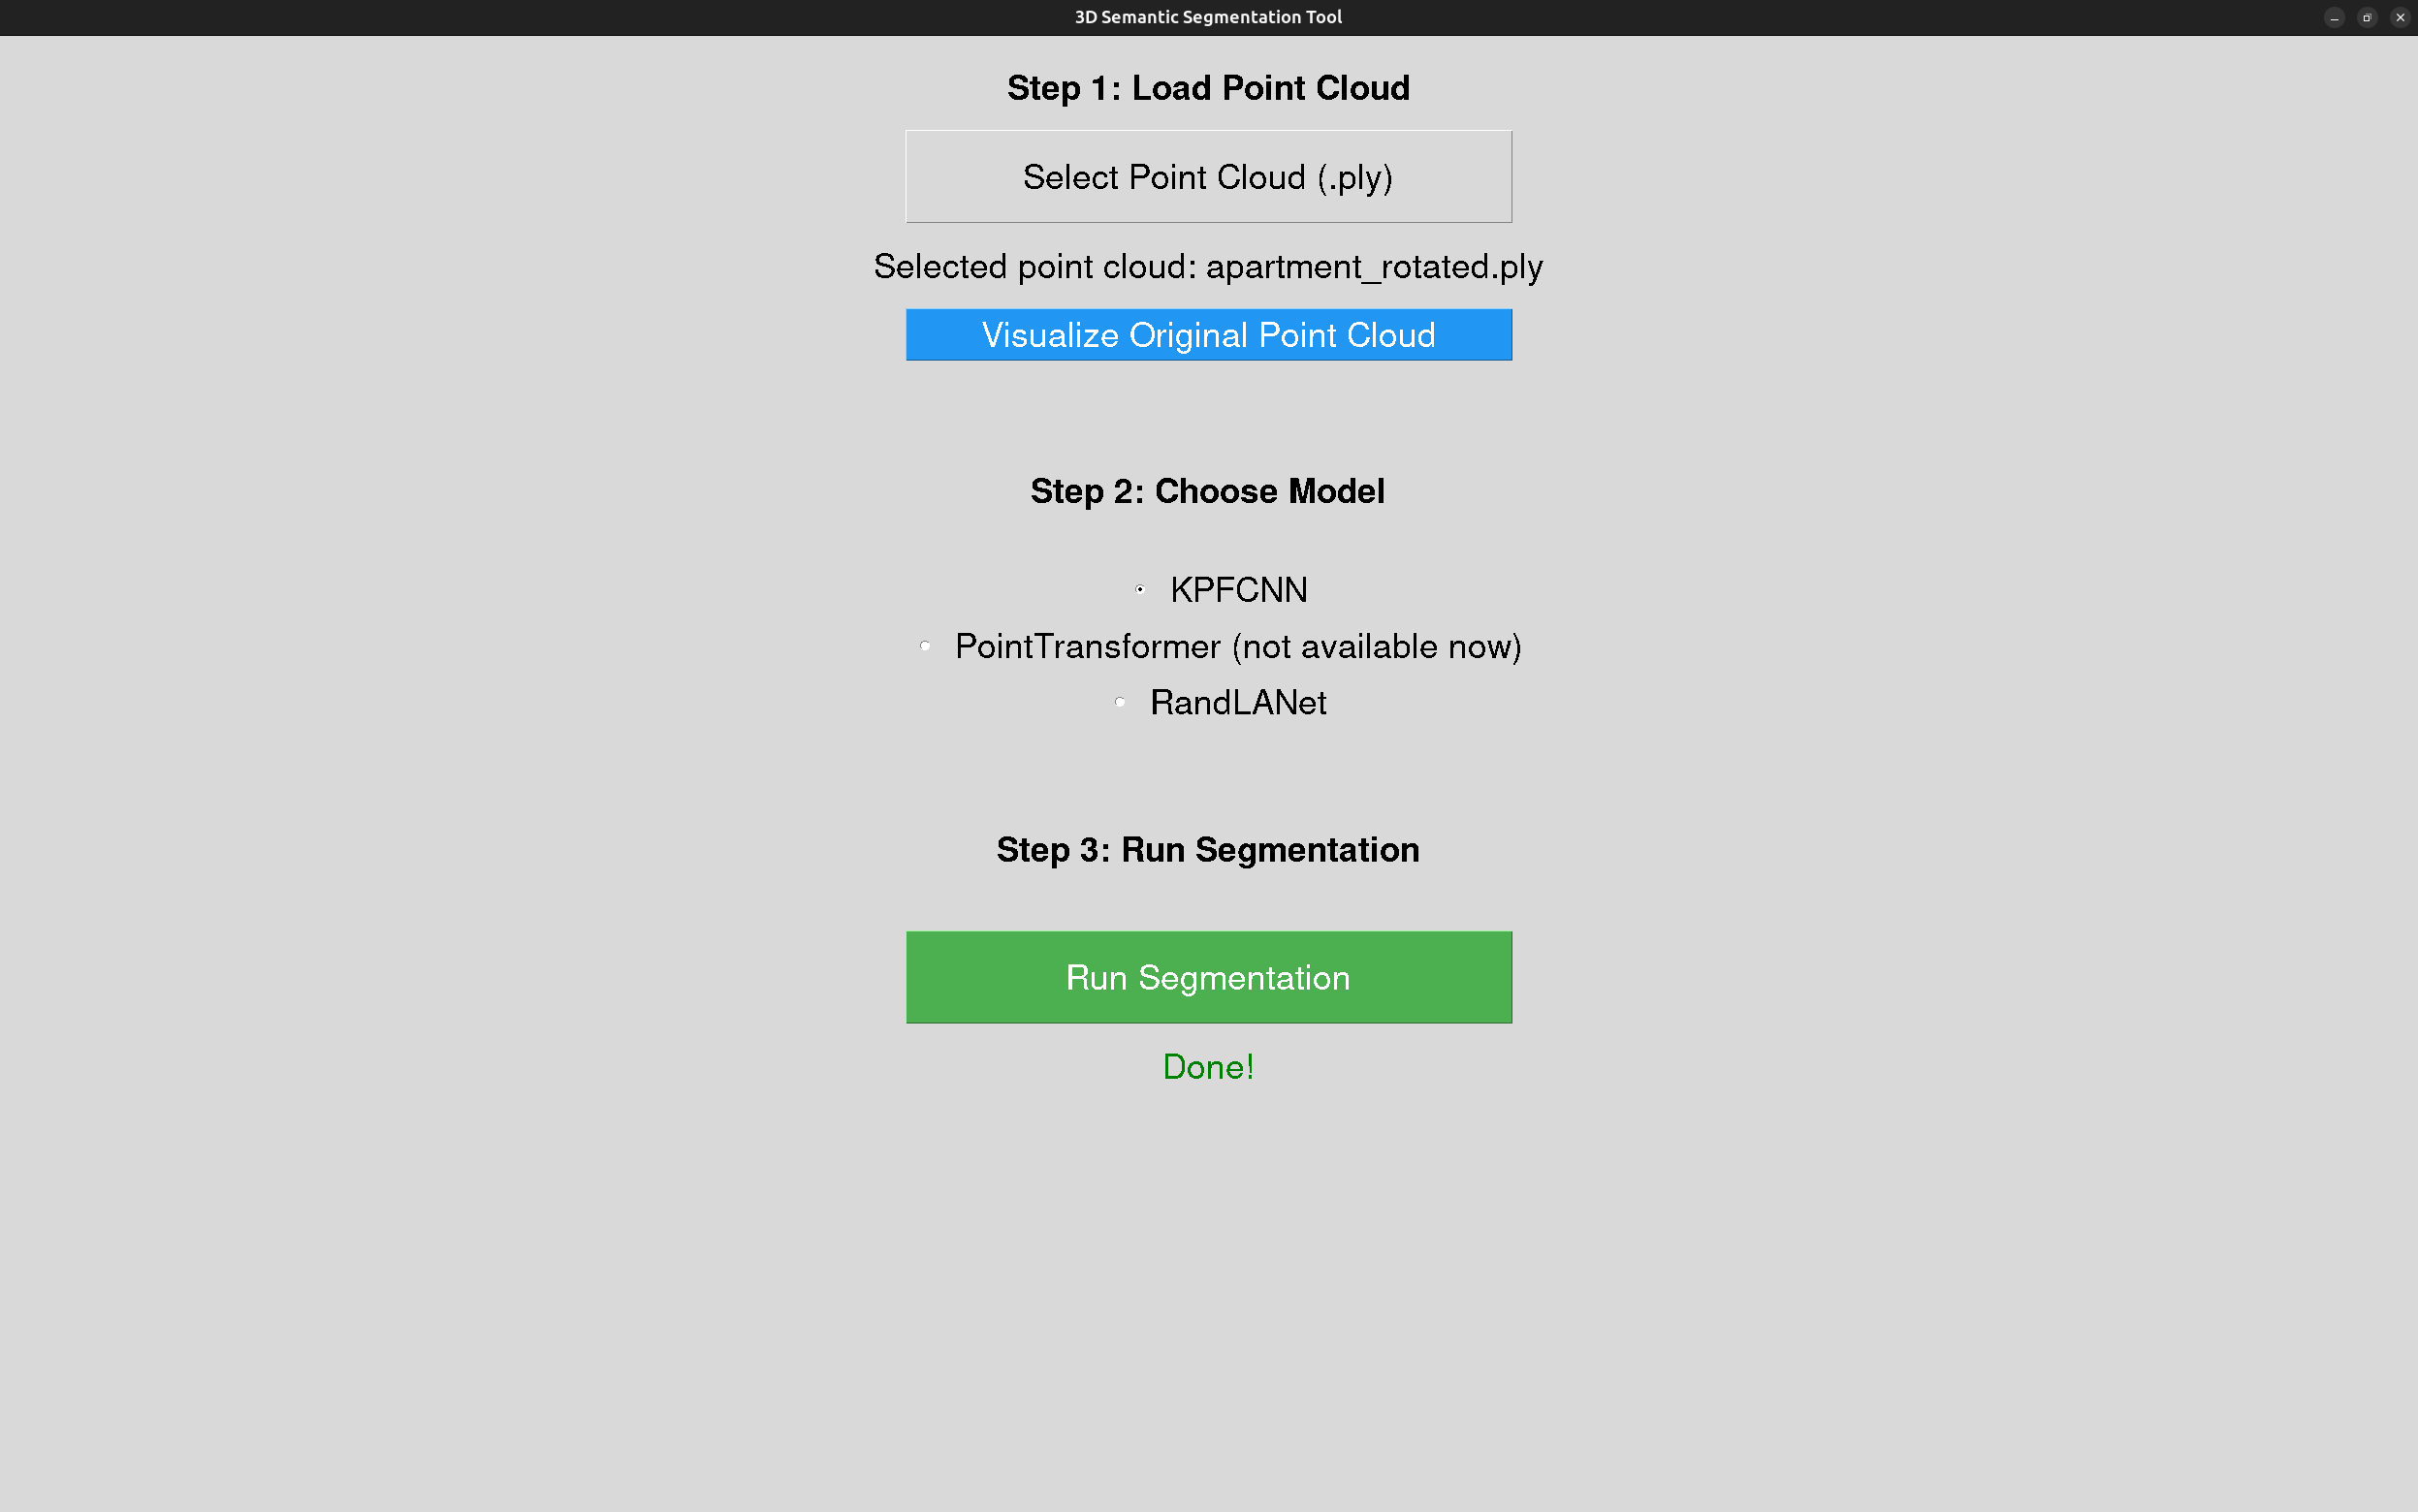 3D Semantic Segmentation Tool
Step 1: Load Point Cloud
Select Point Cloud (.ply)
Selected point cloud: apartment_rotated.ply
Visualize Original Point Cloud
Step 2: Choose Model
KPFCNN
PointTransformer (not available now)
RandLANet
Step 3: Run Segmentation
Run Segmentation
Done!